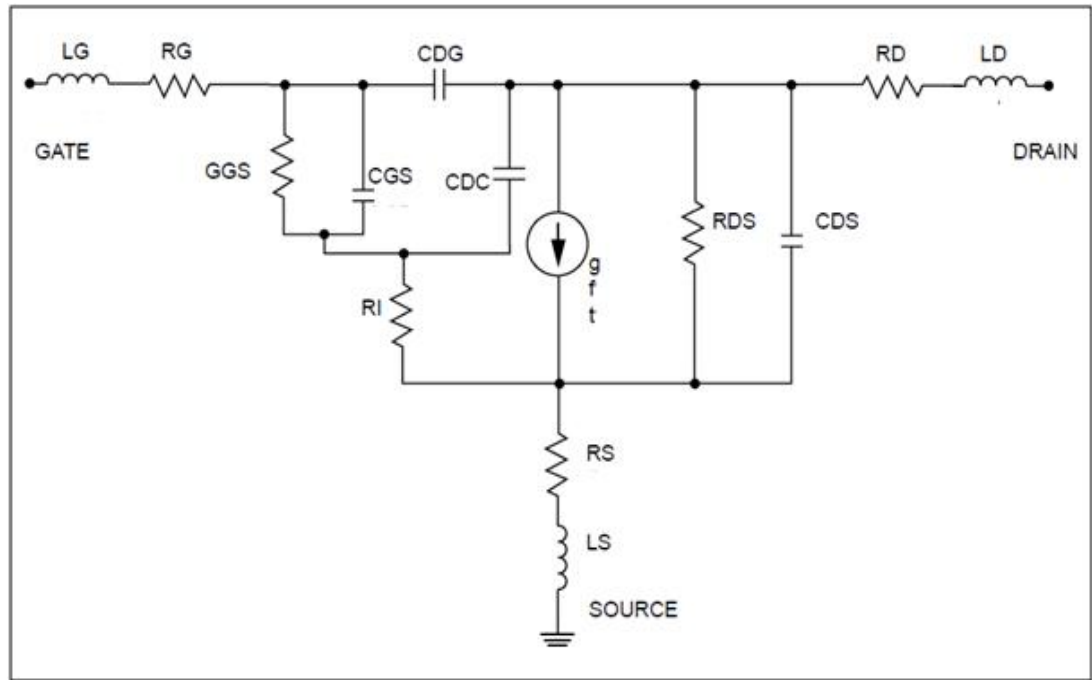 LG
RG
CDG
RD
LD
GATE
GGS
CGS
CDC
RDS
CDS
DRAIN
g
f
t
RI
RS
LS
SOURCE